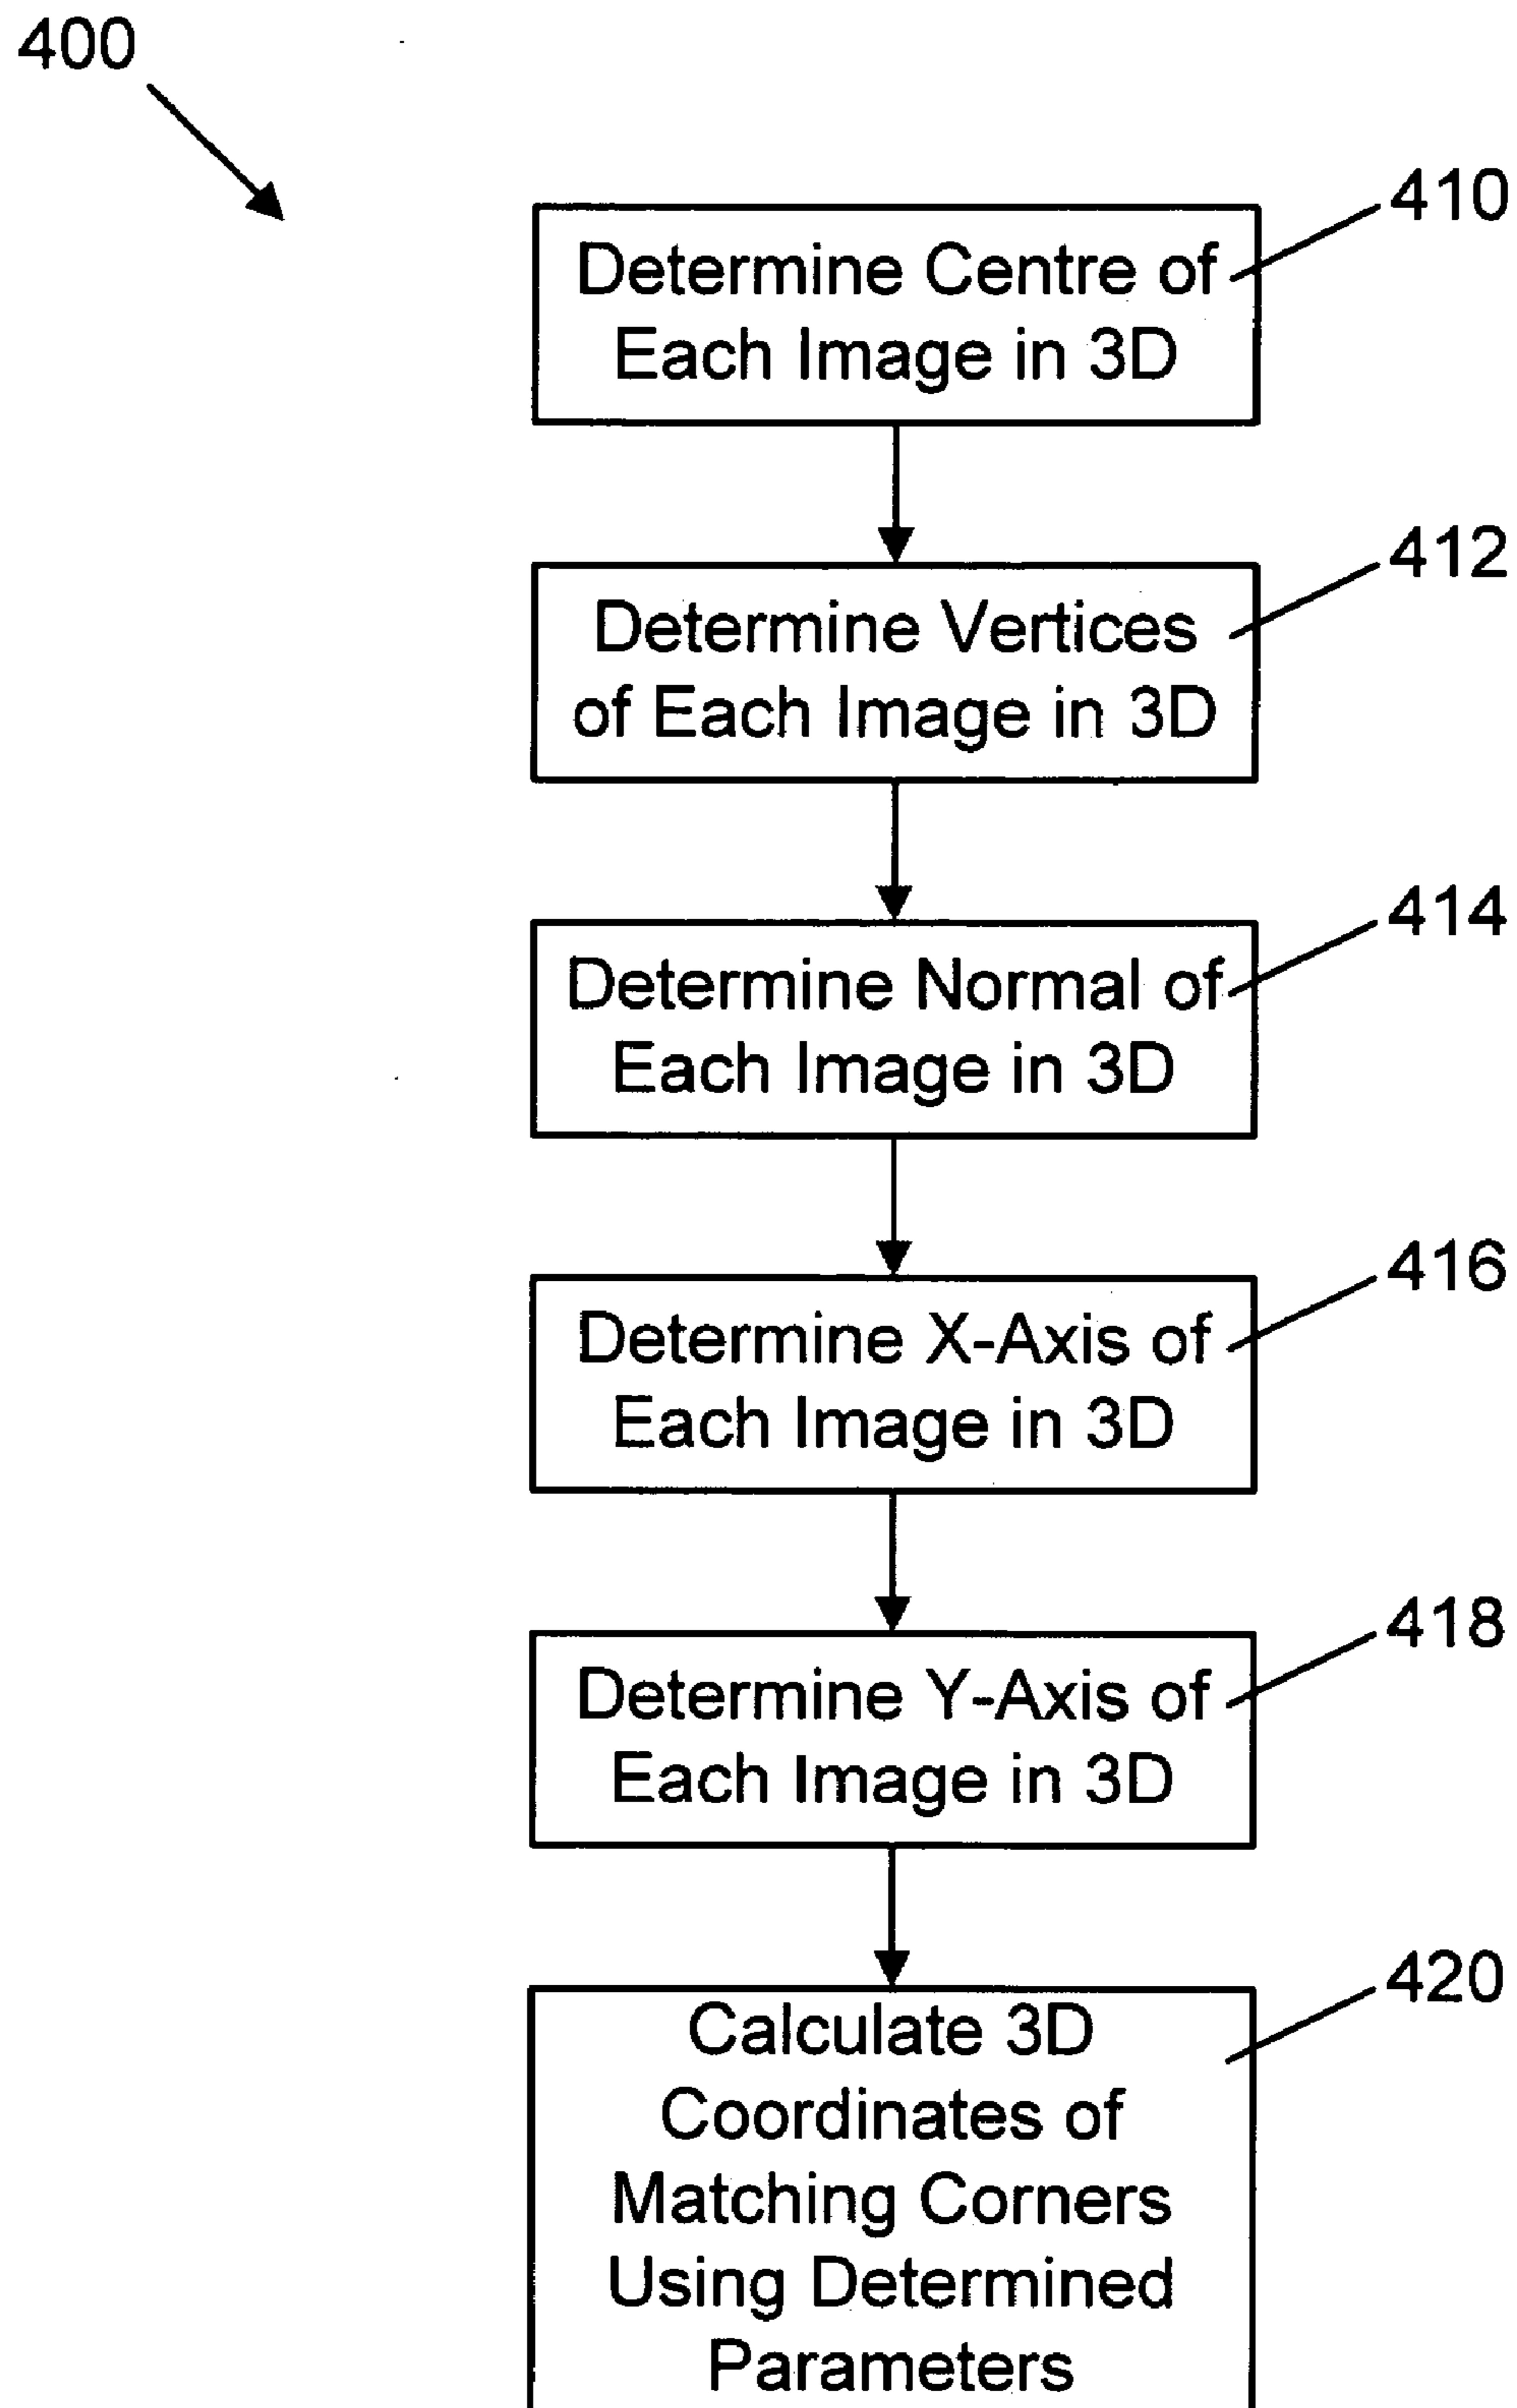 400
410
Determine Centre of
Each Image in 3D
412
Determine Vertices
of Each Image in 3D
414
Determine Normal of
Each Image in 3D
416
Determine X-Axis of
Each Image in 3D
418
Determine Y-Axis of
Each Image in 3D
420
Calculate 3D
Coordinates of
Matching Corners
Using Determined
Parameters